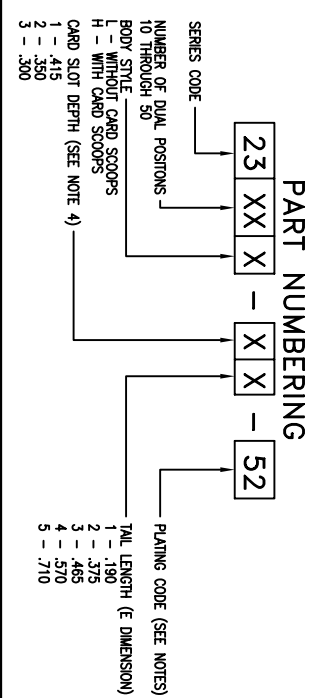 PART NUMBERING
23 XX X - X X - 52
SERIES CODE
NUMBER OF DUAL POSITONS
10 THROUGH 50
BODY STYLE
L - WITHOUT CARD SCOOPS
H - WITH CARD SCOOPS
CARD SLOT DEPTH (SEE NOTE 4)
1 - .415
2 - .350
3 - .300
PLATING CODE (SEE NOTES)
TAIL LENGTH (E DIMENSION)
1 - .190
2 - .375
3 - .465
4 - .570
5 - .710